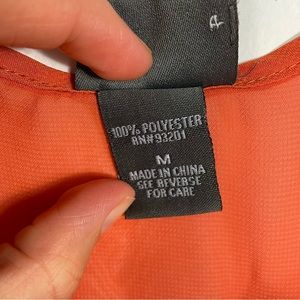 100% POLYESTER
RN# 93201
M
MADE IN CHINA
SEE REVERSE
FOR CARE